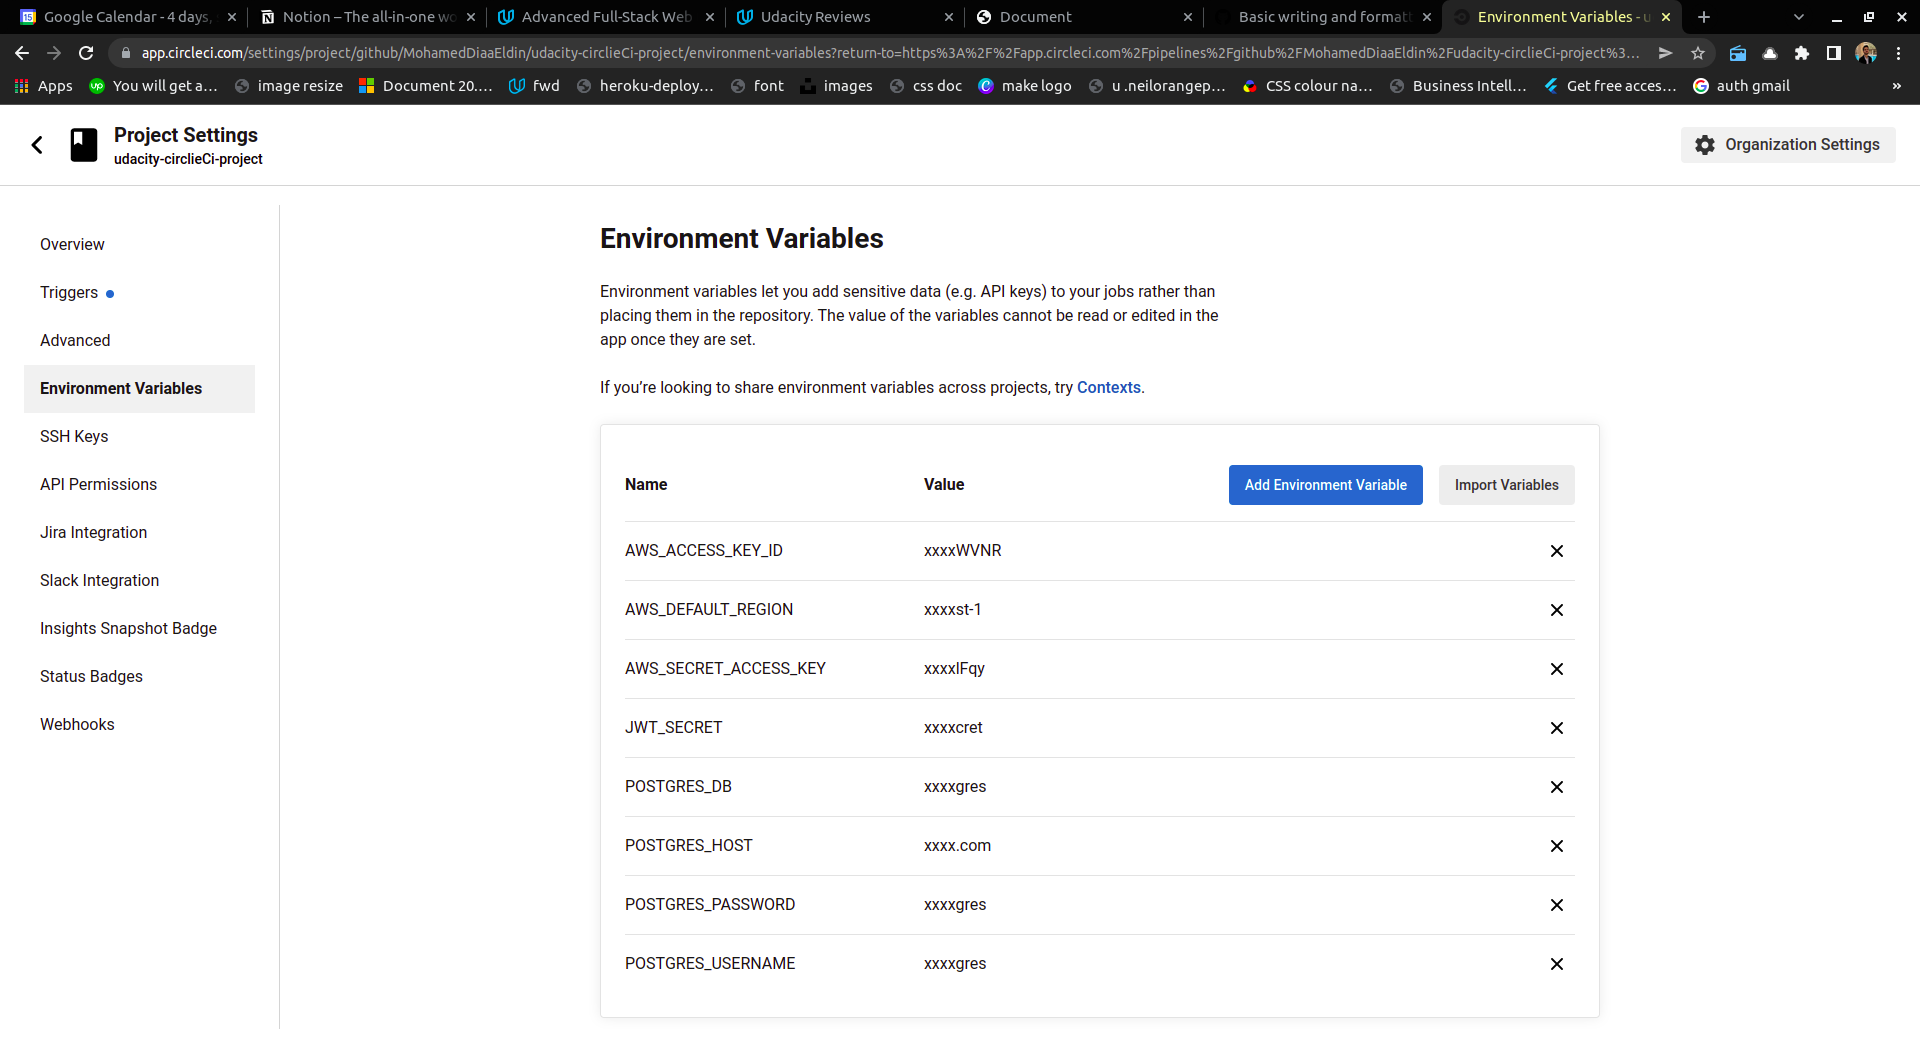 Google Calendar - 4 days,
Notion – The all-in-one wo
Advanced Full-Stack Web
Udacity Reviews
Document
Basic writing and formatt
Environment Variables - u
app.circleci.com/settings/project/github/MohamedDiaaEldin/udacity-circlieCi-project/environment-variables?return-to=https%3A%2F%2Fapp.circleci.com%2Fpipelines%2Fgithub%2FMohamedDiaaEldin%2Fudacity-circlieCi-project%3...
Apps
You will get a...
image resize
Document 20....
fwd
heroku-deploy...
font
images
css doc
make logo
u .neilorangep...
CSS colour na...
Business Intell...
Get free acces...
auth gmail
»
Project Settings
udacity-circlieCi-project
Organization Settings
Overview
Triggers
Advanced
Environment Variables
SSH Keys
API Permissions
Jira Integration
Slack Integration
Insights Snapshot Badge
Status Badges
Webhooks
Environment Variables
Environment variables let you add sensitive data (e.g. API keys) to your jobs rather than
placing them in the repository. The value of the variables cannot be read or edited in the
app once they are set.
If you’re looking to share environment variables across projects, try Contexts.
Name Value Add Environment Variable Import Variables
AWS_ACCESS_KEY_ID xxxxWVNR
AWS_DEFAULT_REGION xxxxst-1
AWS_SECRET_ACCESS_KEY xxxxlFqy
JWT_SECRET xxxxcret
POSTGRES_DB xxxxgres
POSTGRES_HOST xxxx.com
POSTGRES_PASSWORD xxxxgres
POSTGRES_USERNAME xxxxgres